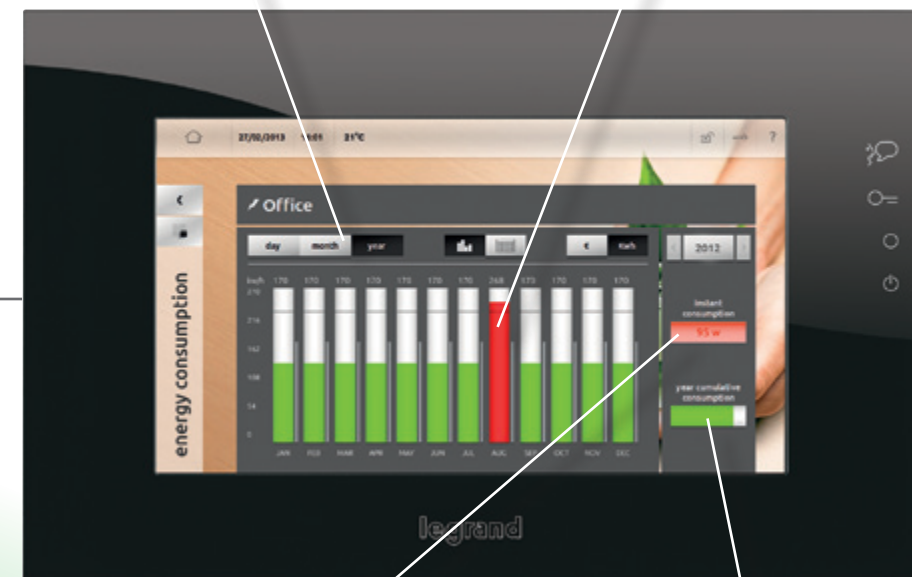 27/02/2013 21°C ?
Office
day month year € kwh 2012
energy consumption
kwh 170 170 170 170 170 170 170 268 170 170 170 170
270
216
162
108
54
0
JAN FEB MAR APR MAY JUN JUL AUG SEP OCT NOV DEC
instant
consumption
95 w
year cumulative
consumption
legrand